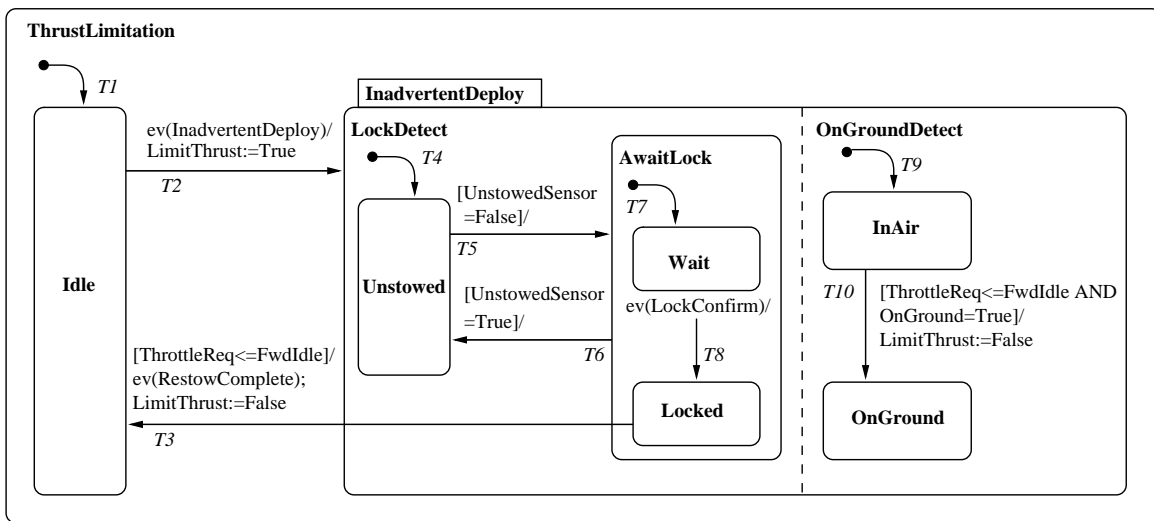 ThrustLimitation
T1
Idle
ev(InadvertentDeploy)/
LimitThrust:=True
T2
[ThrottleReq<=FwdIdle]/
ev(RestowComplete);
LimitThrust:=False
T3
InadvertentDeploy
LockDetect
T4
Unstowed
[UnstowedSensor
=False]/
T5
[UnstowedSensor
=True]/
T6
AwaitLock
T7
Wait
ev(LockConfirm)/
T8
Locked
OnGroundDetect
T9
InAir
T10
[ThrottleReq<=FwdIdle AND
OnGround=True]/
LimitThrust:=False
OnGround